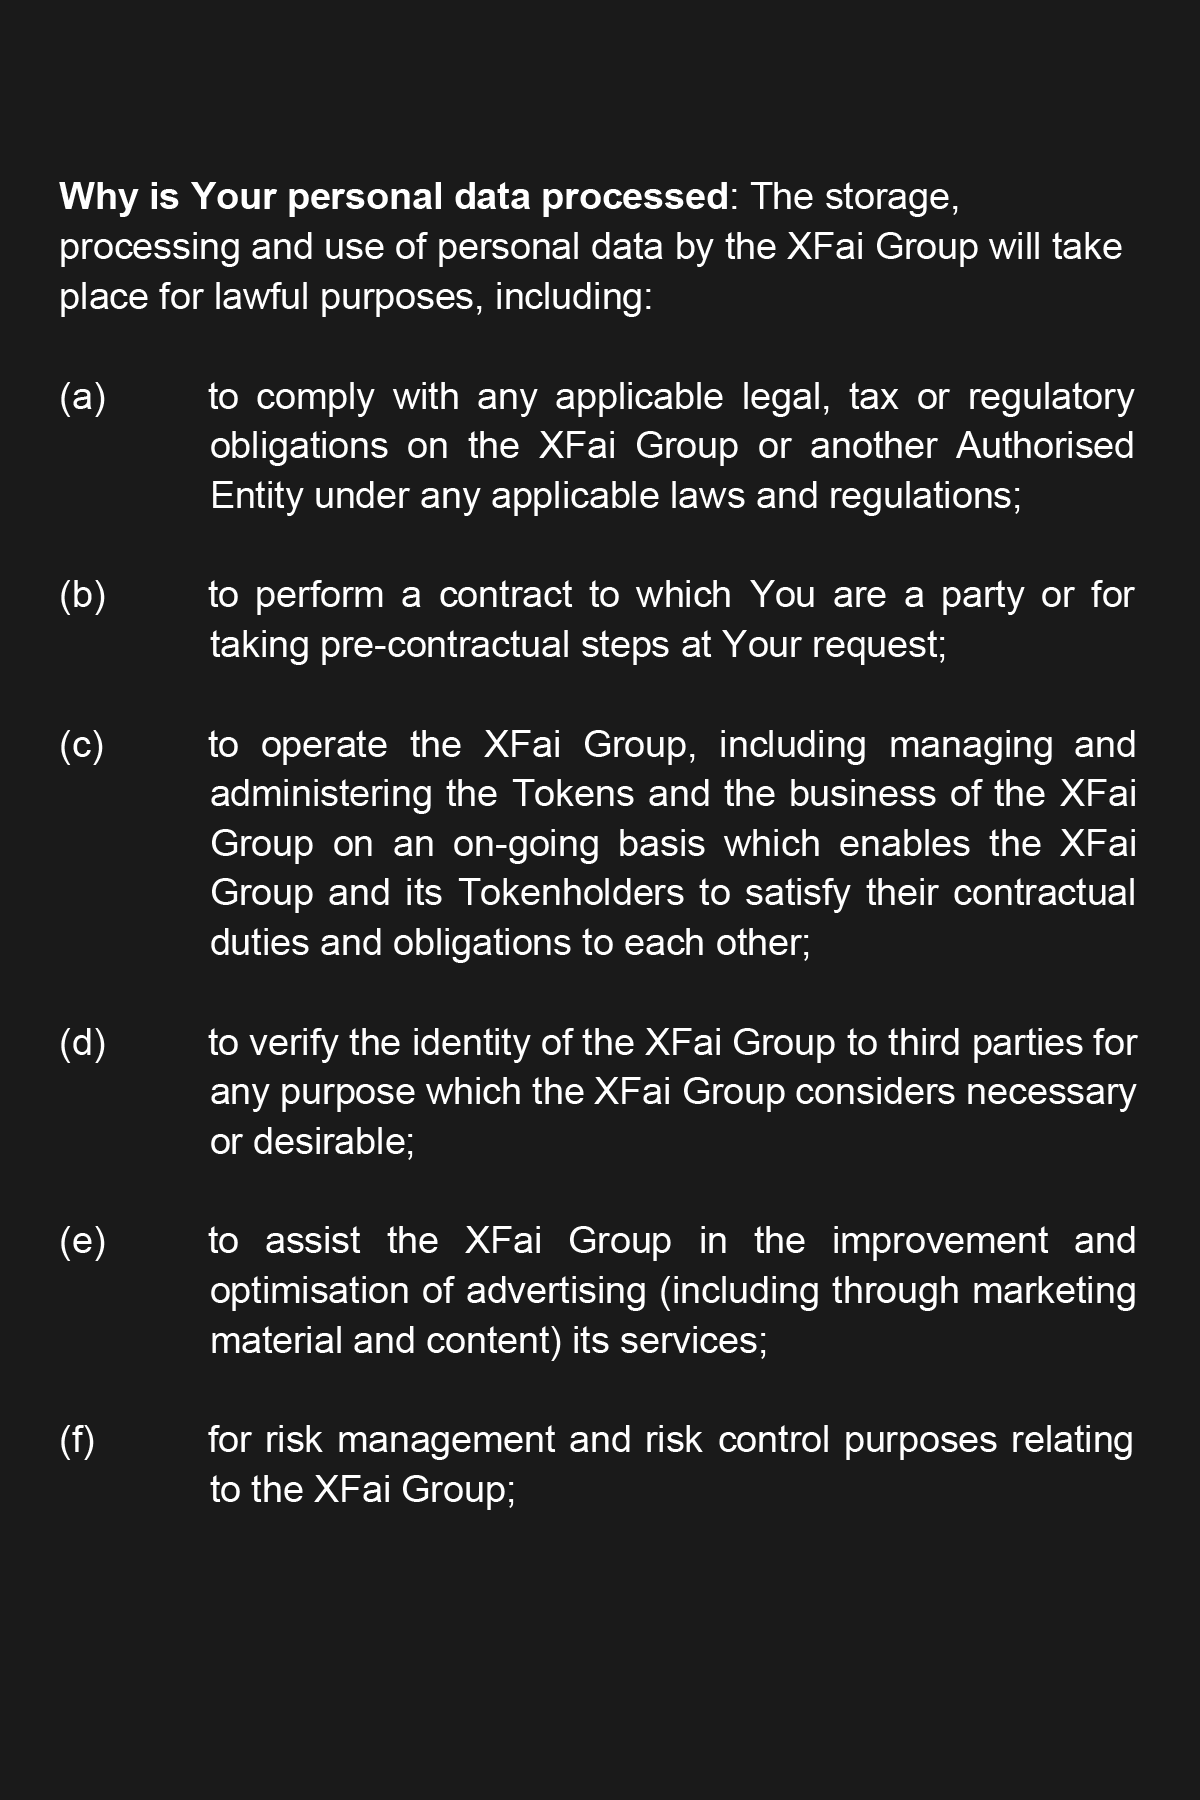 Why is Your personal data processed: The storage,
processing and use of personal data by the XFai Group will take
place for lawful purposes, including:
(a) to comply with any applicable legal, tax or regulatory
obligations on the XFai Group or another Authorised
Entity under any applicable laws and regulations;
(b) to perform a contract to which You are a party or for
taking pre-contractual steps at Your request;
(c) to operate the XFai Group, including managing and
administering the Tokens and the business of the XFai
Group on an on-going basis which enables the XFai
Group and its Tokenholders to satisfy their contractual
duties and obligations to each other;
(d) to verify the identity of the XFai Group to third parties for
any purpose which the XFai Group considers necessary
or desirable;
(e) to assist the XFai Group in the improvement and
optimisation of advertising (including through marketing
material and content) its services;
(f) for risk management and risk control purposes relating
to the XFai Group;